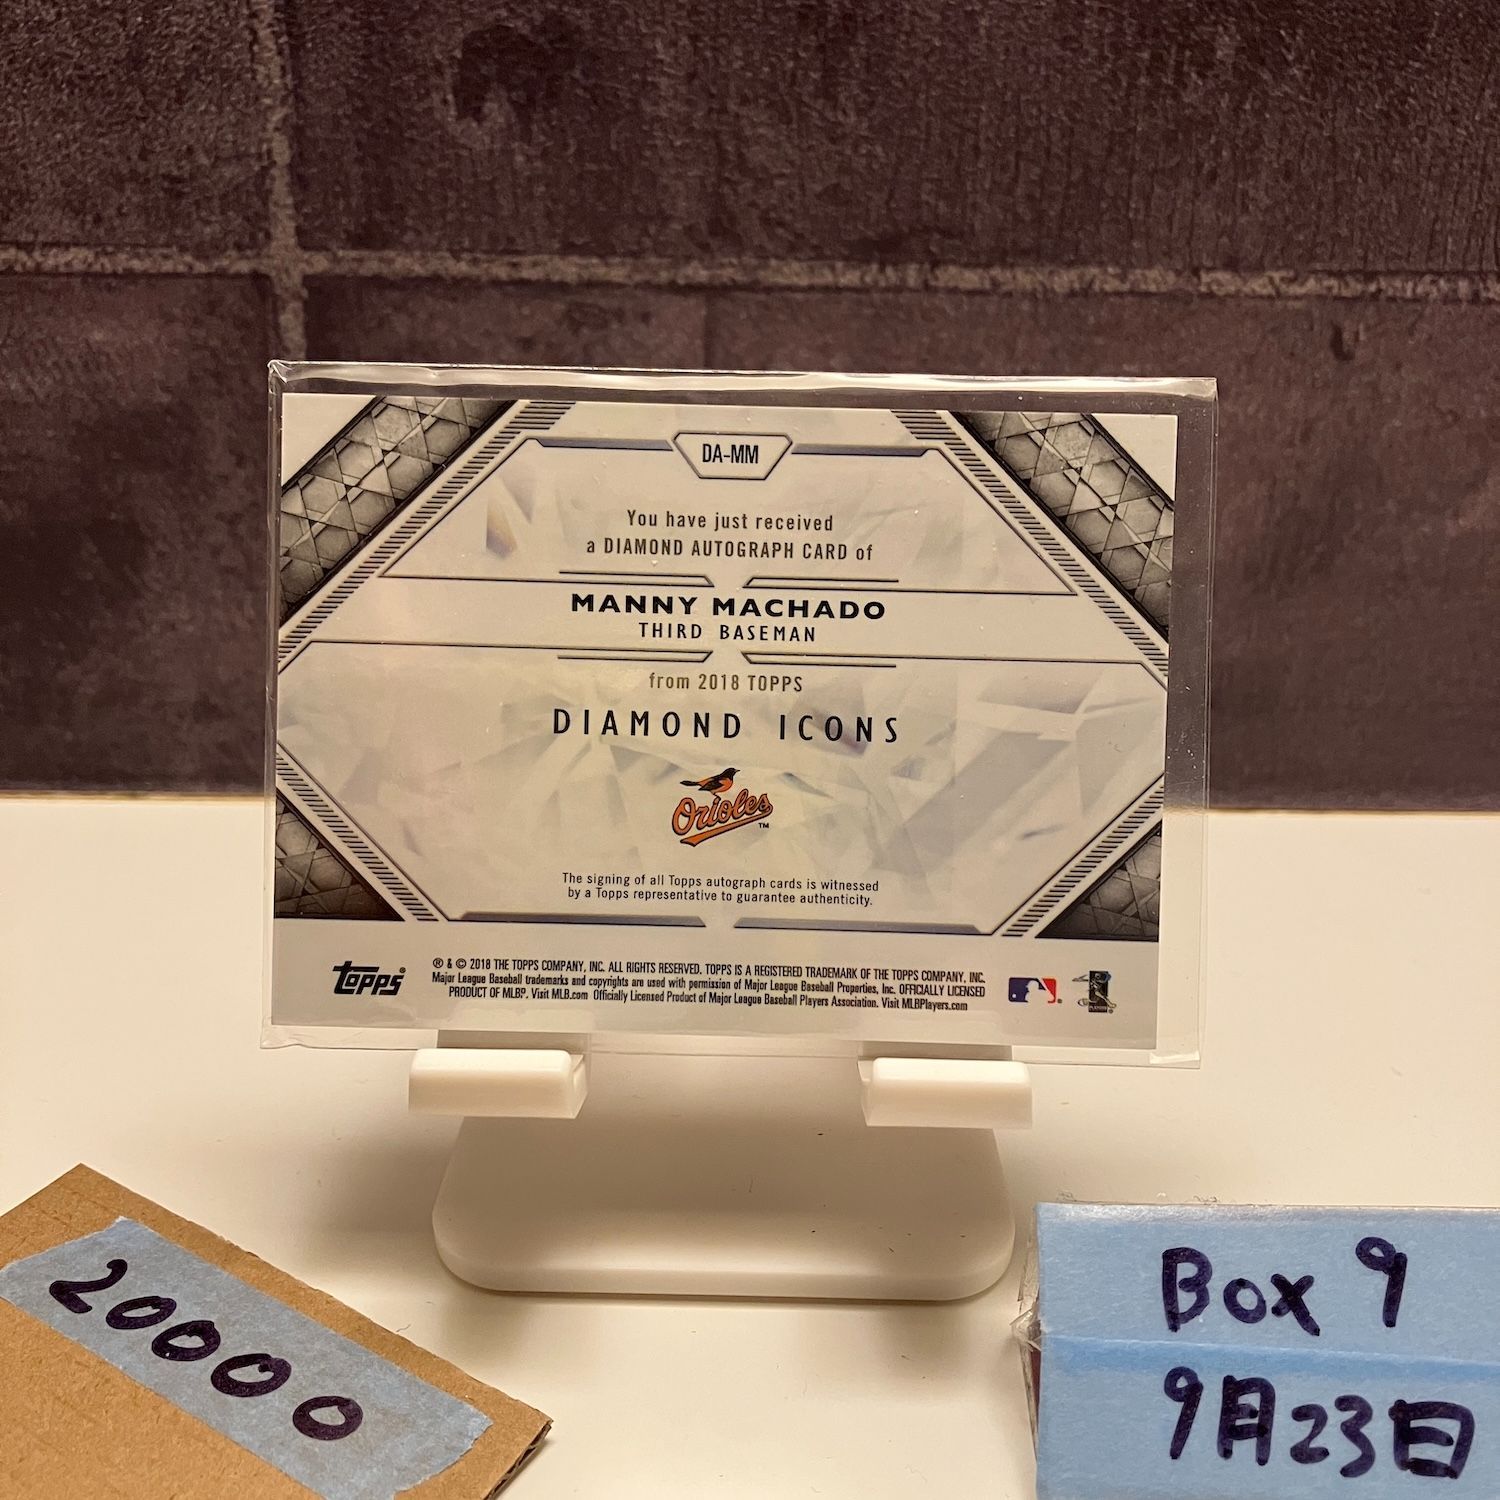 DA-MM
You have just received
a DIAMOND AUTOGRAPH CARD of
MANNY MACHADO
THIRD BASEMAN
from 2018 TOPPS
DIAMOND ICONS
Orioles™
The signing of all Topps autograph cards is witnessed
by a Topps representative to guarantee authenticity.
topps®
® & © 2018 THE TOPPS COMPANY, INC. ALL RIGHTS RESERVED. TOPPS IS A REGISTERED TRADEMARK OF THE TOPPS COMPANY, INC.
Major League Baseball trademarks and copyrights are used with permission of Major League Baseball Properties, Inc. OFFICIALLY LICENSED
PRODUCT OF MLBP. Visit MLB.com Officially Licensed Product of Major League Baseball Players Association. Visit MLBPlayers.com
20000
Box 9
9月23日